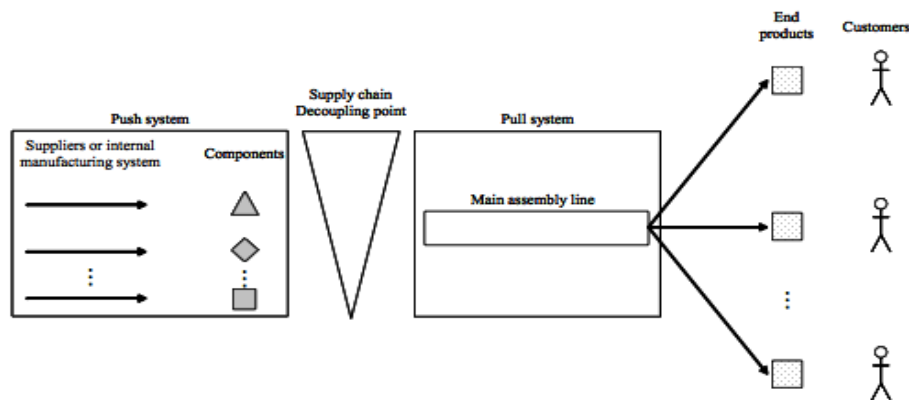 End
products
Customers
Supply chain
Decoupling point
Push system
Pull system
Suppliers or internal
manufacturing system
Components
Main assembly line